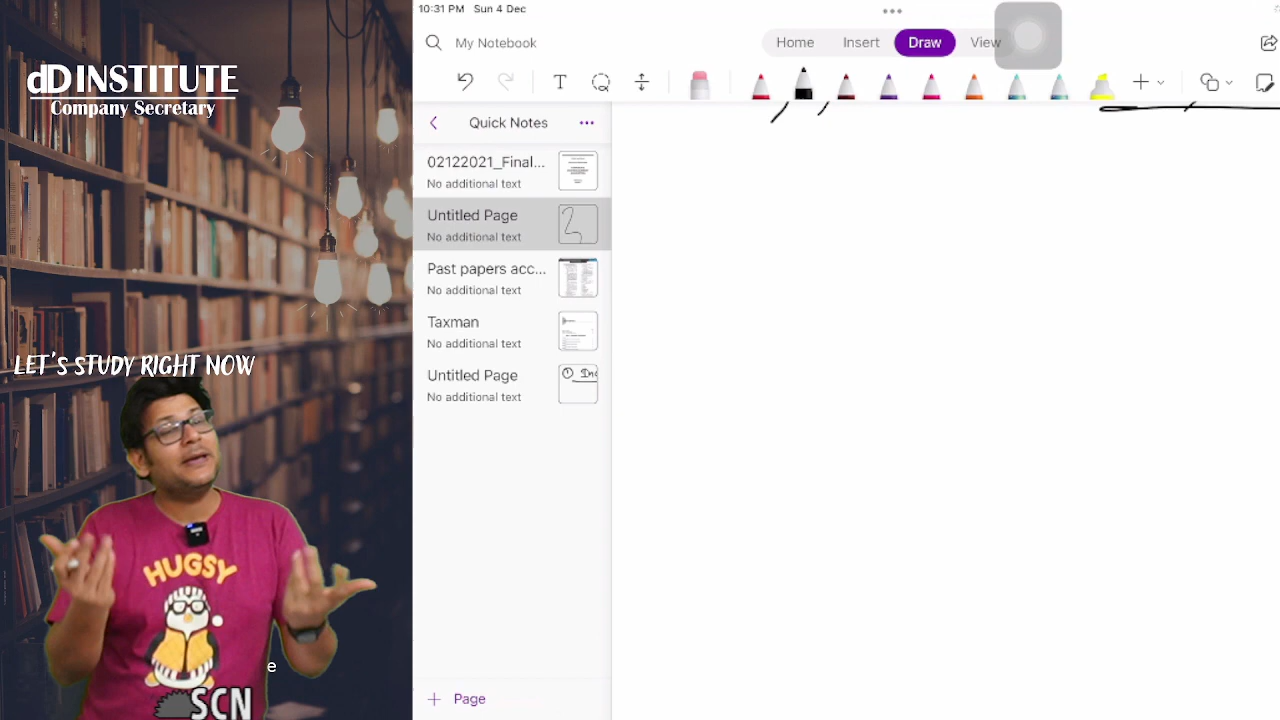 10:31 PM Sun 4 Dec
My Notebook
Home Insert Draw View
T
dD INSTITUTE
Company Secretary
Quick Notes
02122021_Final...
No additional text
Untitled Page
No additional text
Past papers acc...
No additional text
Taxman
No additional text
Untitled Page
No additional text
LET'S STUDY RIGHT NOW
HUGSY
e
SCN
+ Page